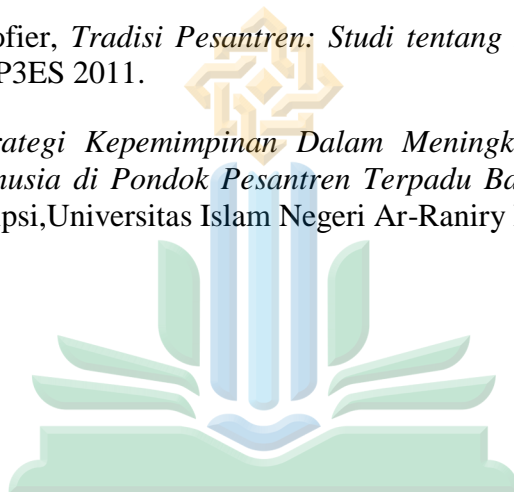 ofier, Tradisi Pesantren: Studi tentang
P3ES 2011.
rategi Kepemimpinan Dalam Meningk
nusia di Pondok Pesantren Terpadu Ba
ipsi,Universitas Islam Negeri Ar-Raniry